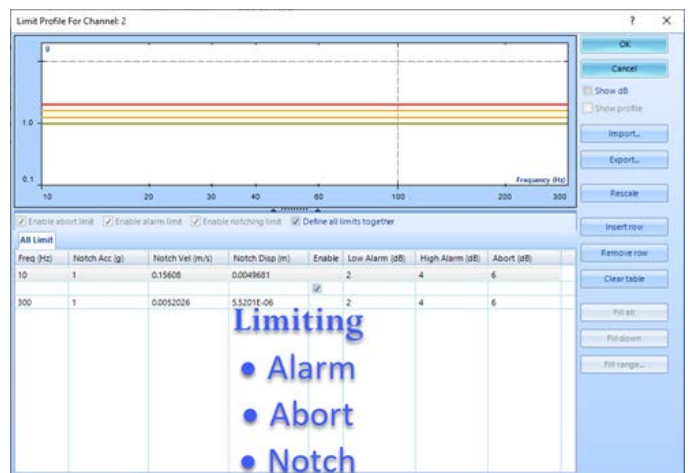 Limit Profile For Channel: 2 ? ×
g
1.0
0.1
Frequency (Hz)
10 20 30 40 60 100 200 300
Enable abort limit Enable alarm limit Enable notching limit Define all limits together
All Limit
Freq (Hz) Notch Acc (g) Notch Vel (m/s) Notch Disp (m) Enable Low Alarm (dB) High Alarm (dB) Abort (dB)
10 1 0.15608 0.0049681 2 4 6
300 1 0.0052026 5.5201E-06 2 4 6
Limiting
• Alarm
• Abort
• Notch
OK
Cancel
Show dB
Show profile
Import...
Export...
Rescale
Insert row
Remove row
Clear table
Fill all
Fill down
Fill range...